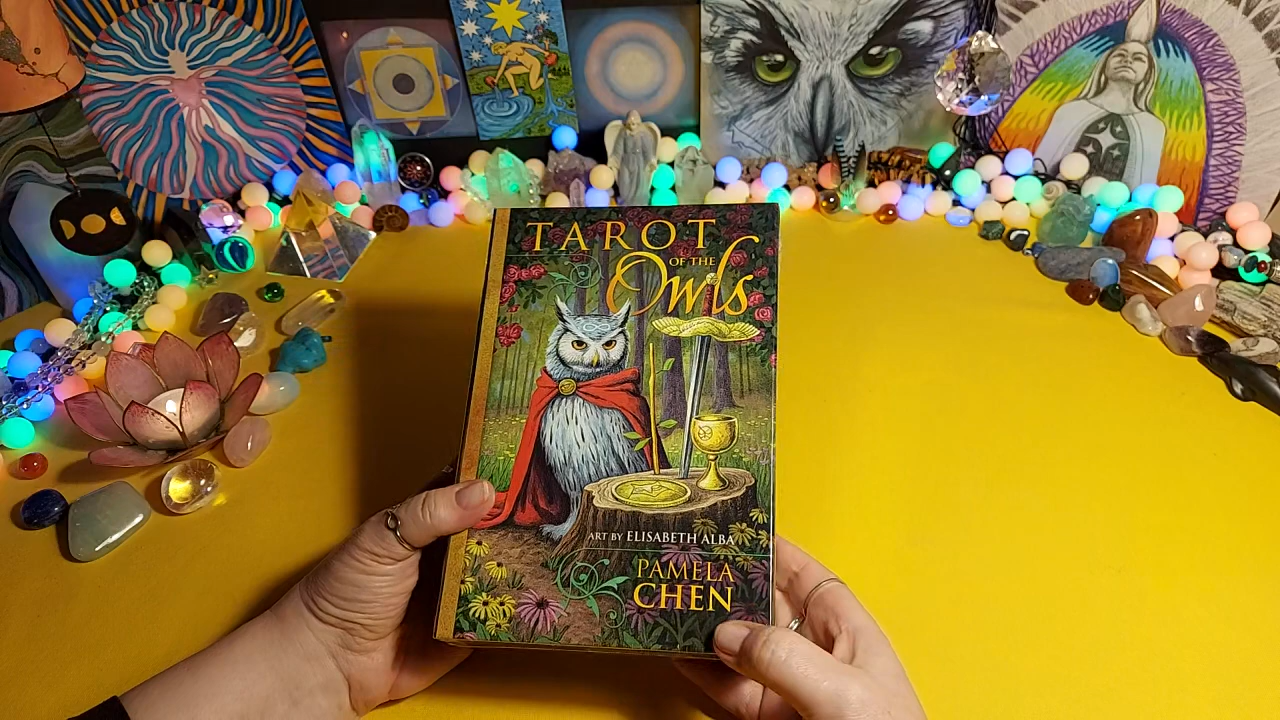 TAROT
OF THE
Owls
ART BY ELISABETH ALBA
PAMELA
CHEN